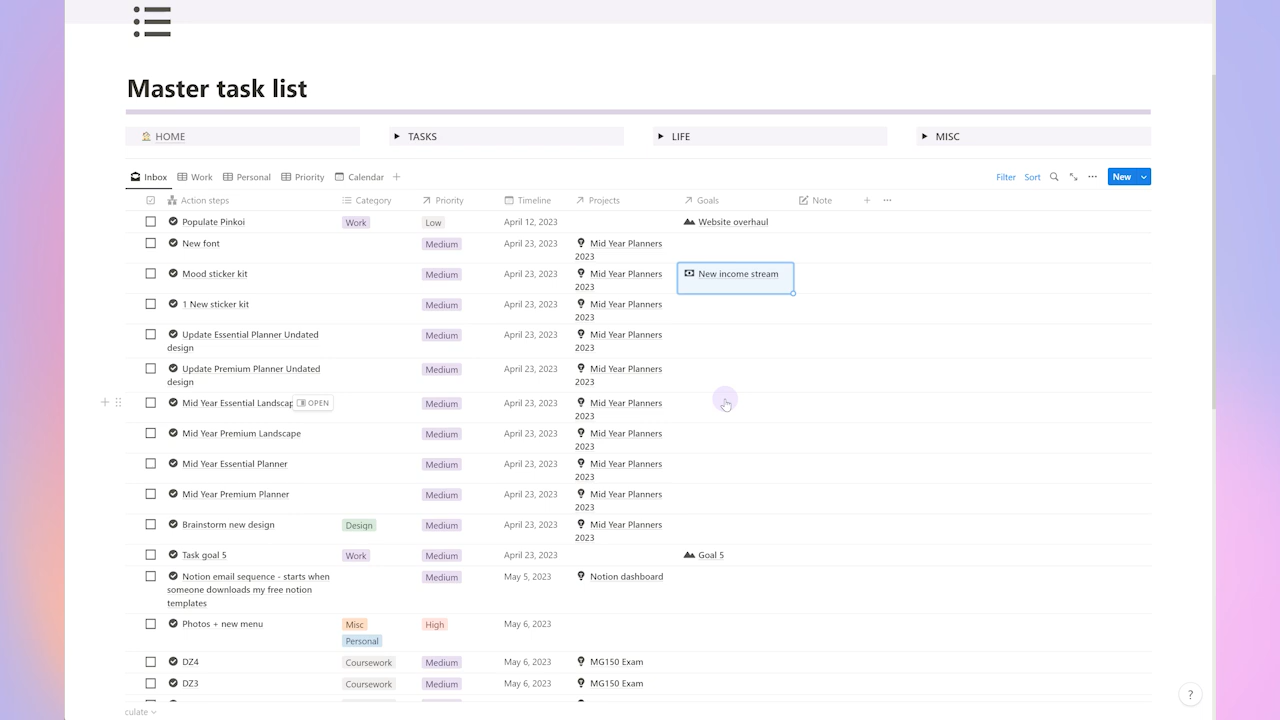 Master task list
HOME
TASKS
LIFE
MISC
Inbox Work Personal Priority Calendar
Filter Sort New
Action steps Category Priority Timeline Projects Goals Note
Populate Pinkoi Work Low April 12, 2023 Website overhaul
New font Medium April 23, 2023 Mid Year Planners
2023
Mood sticker kit Medium April 23, 2023 Mid Year Planners New income stream
2023
1 New sticker kit Medium April 23, 2023 Mid Year Planners
2023
Update Essential Planner Undated Medium April 23, 2023 Mid Year Planners
design 2023
Update Premium Planner Undated Medium April 23, 2023 Mid Year Planners
design 2023
Mid Year Essential Landscap OPEN Medium April 23, 2023 Mid Year Planners
2023
Mid Year Premium Landscape Medium April 23, 2023 Mid Year Planners
2023
Mid Year Essential Planner Medium April 23, 2023 Mid Year Planners
2023
Mid Year Premium Planner Medium April 23, 2023 Mid Year Planners
2023
Brainstorm new design Design Medium April 23, 2023 Mid Year Planners
2023
Task goal 5 Work Medium April 23, 2023 Goal 5
Notion email sequence - starts when Medium May 5, 2023 Notion dashboard
someone downloads my free notion
templates
Photos + new menu Misc High May 6, 2023
Personal
DZ4 Coursework Medium May 6, 2023 MG150 Exam
DZ3 Coursework Medium May 6, 2023 MG150 Exam
culate
?